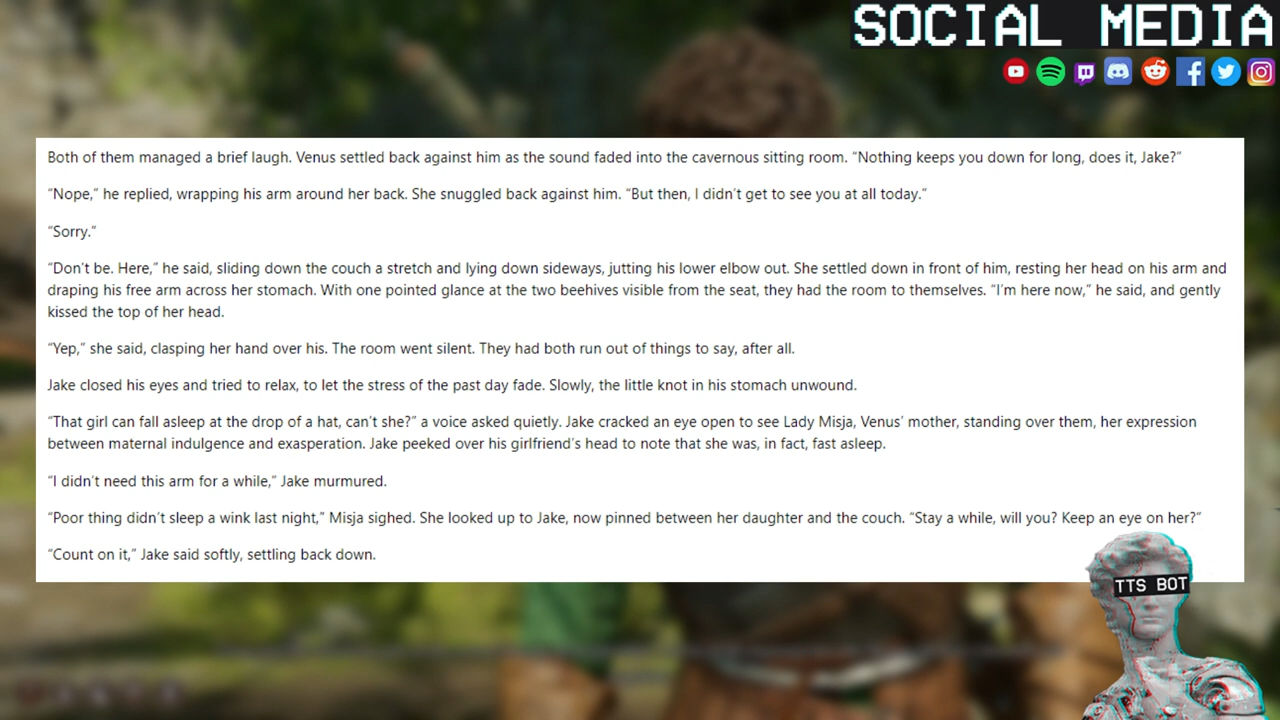 SOCIAL MEDIA
Both of them managed a brief laugh. Venus settled back against him as the sound faded into the cavernous sitting room. “Nothing keeps you down for long, does it, Jake?”
“Nope,” he replied, wrapping his arm around her back. She snuggled back against him. “But then, I didn’t get to see you at all today.”
“Sorry.”
“Don’t be. Here,” he said, sliding down the couch a stretch and lying down sideways, jutting his lower elbow out. She settled down in front of him, resting her head on his arm and
draping his free arm across her stomach. With one pointed glance at the two beehives visible from the seat, they had the room to themselves. “I’m here now,” he said, and gently
kissed the top of her head.
“Yep,” she said, clasping her hand over his. The room went silent. They had both run out of things to say, after all.
Jake closed his eyes and tried to relax, to let the stress of the past day fade. Slowly, the little knot in his stomach unwound.
“That girl can fall asleep at the drop of a hat, can’t she?” a voice asked quietly. Jake cracked an eye open to see Lady Misja, Venus’ mother, standing over them, her expression
between maternal indulgence and exasperation. Jake peeked over his girlfriend’s head to note that she was, in fact, fast asleep.
“I didn’t need this arm for a while,” Jake murmured.
“Poor thing didn’t sleep a wink last night,” Misja sighed. She looked up to Jake, now pinned between her daughter and the couch. “Stay a while, will you? Keep an eye on her?”
“Count on it,” Jake said softly, settling back down.
TTS BOT